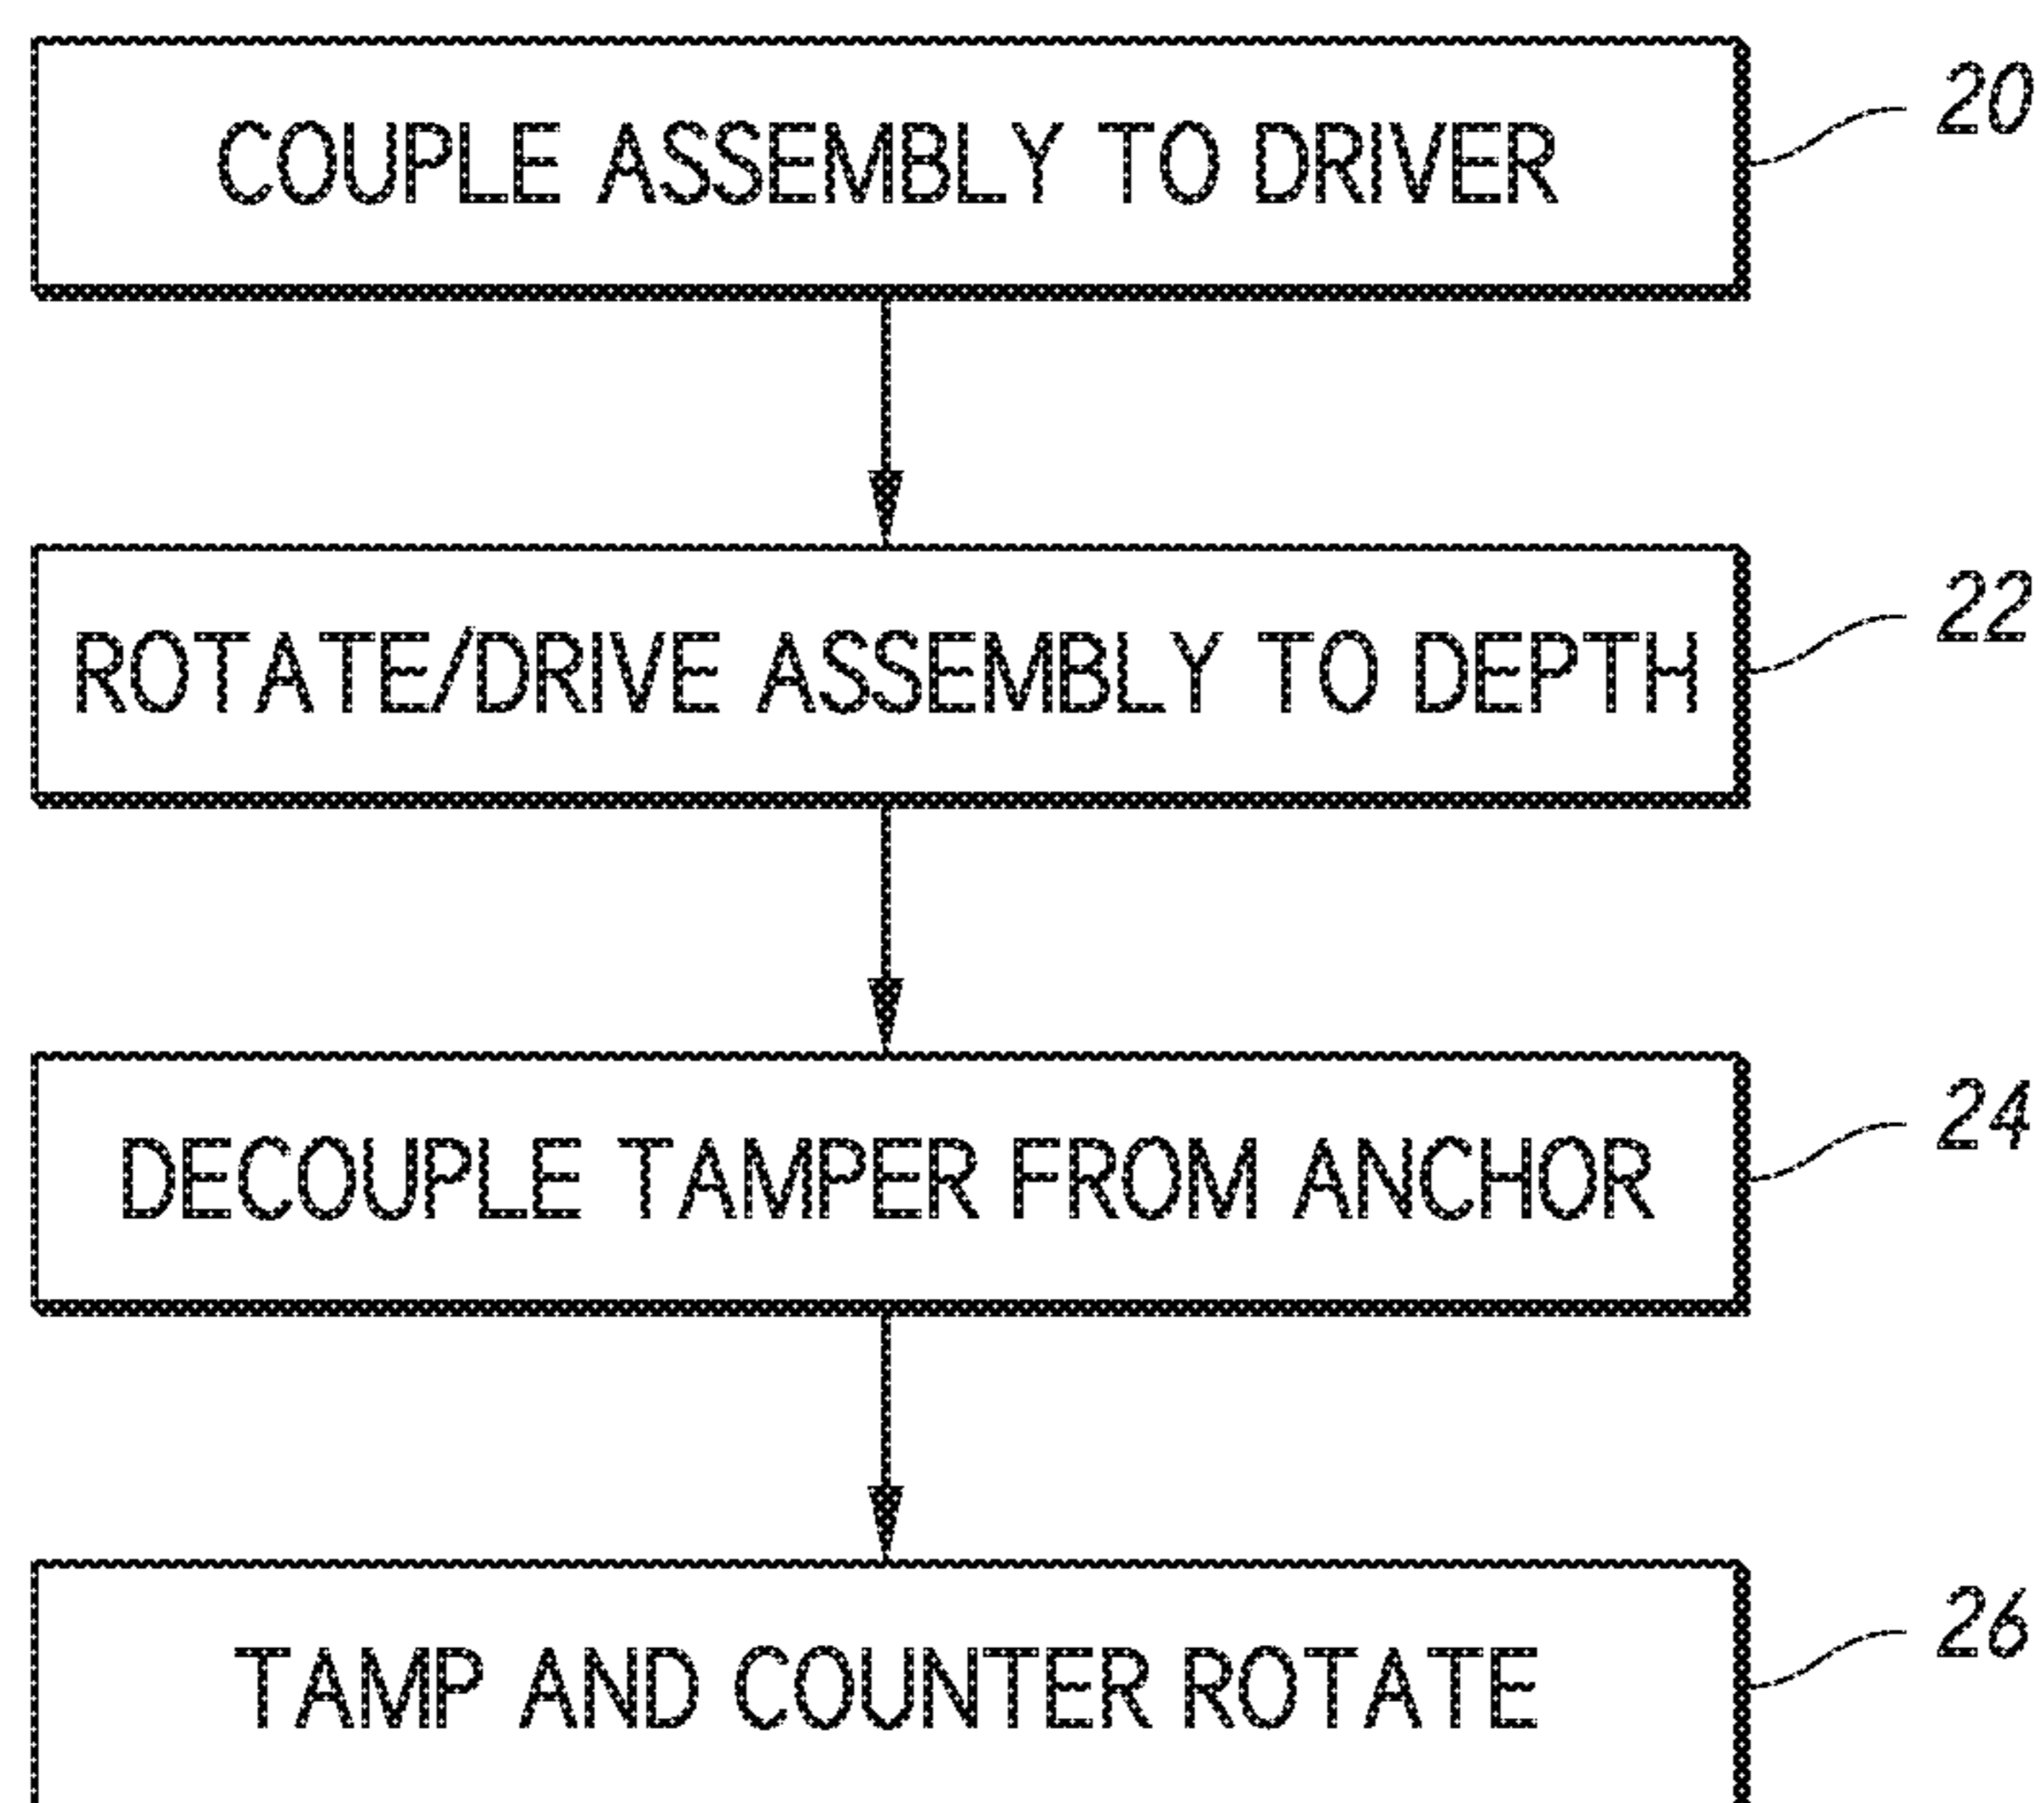 COUPLE ASSEMBLY TO DRIVER 20
ROTATE/DRIVE ASSEMBLY TO DEPTH 22
DECOUPLE TAMPER FROM ANCHOR 24
TAMP AND COUNTER ROTATE 26